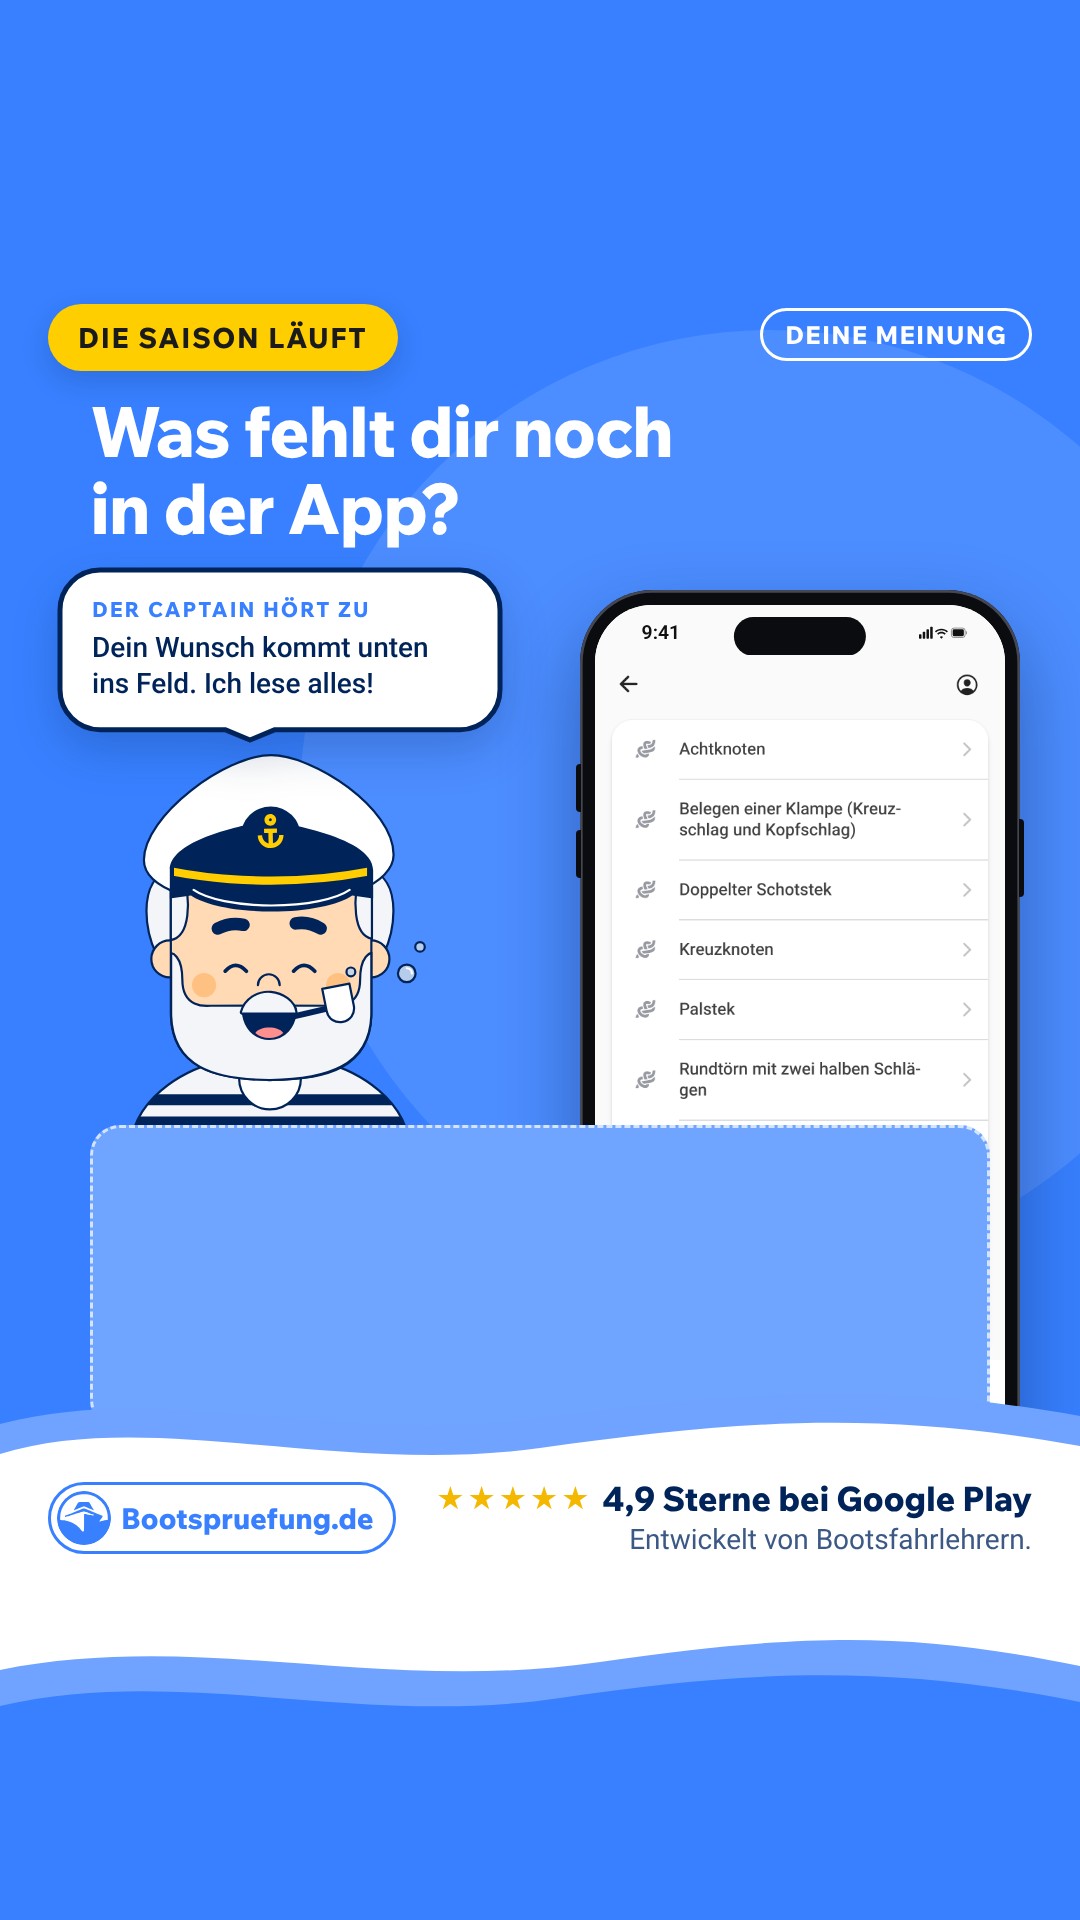 DIE SAISON LÄUFT
DEINE MEINUNG
Was fehlt dir noch
in der App?
DER CAPTAIN HÖRT ZU
Dein Wunsch kommt unten
ins Feld. Ich lese alles!
9:41
Achtknoten
Belegen einer Klampe (Kreuz-
schlag und Kopfschlag)
Doppelter Schotstek
Kreuzknoten
Palstek
Rundtörn mit zwei halben Schlä-
gen
Bootspruefung.de
★★★★★ 4,9 Sterne bei Google Play
Entwickelt von Bootsfahrlehrern.